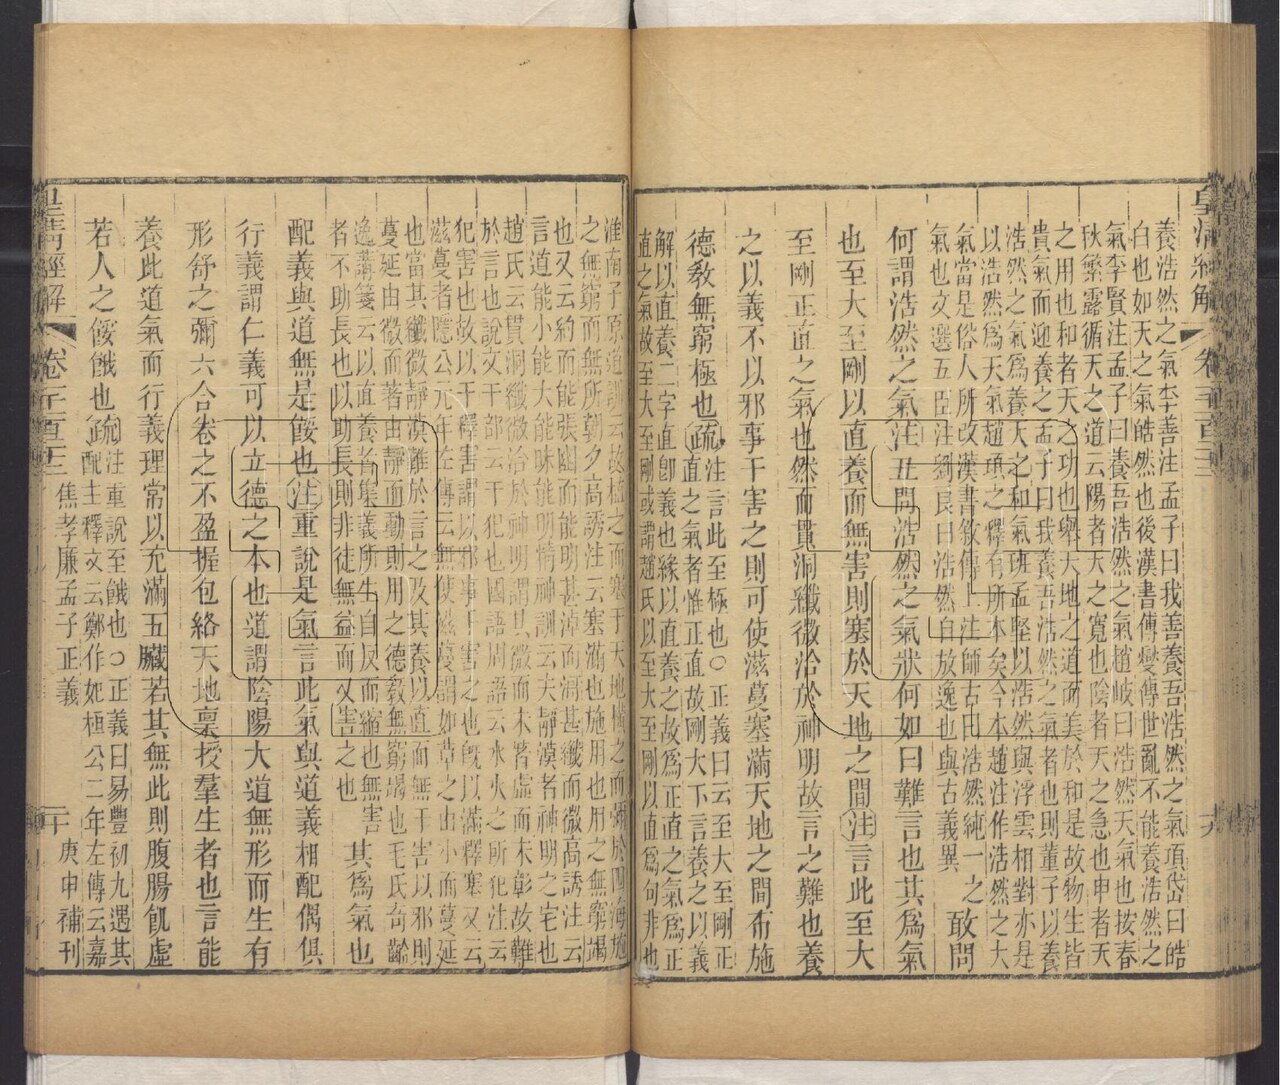 皇清經解
卷
養浩然之氣李善注孟子曰我善養吾浩然之氣項岱曰皓
白也如天之氣皓然也後漢書傅燮傳世亂不能養浩然之
氣李賢注孟子曰養吾浩然之氣趙岐曰浩然天氣也按春
秋繁露循天之道云陽者天之寬也陰者天之急也中者天
之用也和者天之功也舉天地之道而美於和是故物生皆
貴氣而迎養之孟子曰我善養吾浩然之氣者也則董子以養
浩然之氣為養天之和氣班孟堅以浩然與浮雲相對亦是
以浩然爲天氣趙項之釋有所本矣今本趙注作浩然之大
氣當是俗人所改漢書敘傳上注師古曰浩然純一之
氣也文選五臣注劉良曰浩然自放逸也與古義異
敢問
何謂浩然之氣注丑問浩然之氣狀何如曰難言也其爲氣
也至大至剛以直養而無害則塞於天地之間注言此至大
至剛正直之氣也然而貫洞纖微洽於神明故言之難也養
之以義不以邪事干害之則可使滋蔓塞滿天地之間布施
德教無窮極也疏
注言此至極也○正義曰云至大至剛正
直之氣者惟正直故剛大下言養之以義
解以直養二字直卽義也緣以直養之故爲正直之氣爲正
直之氣故至大至剛或謂趙氏以至大至剛以直爲句非也
淮南子原道訓云故植之而塞于天地橫之而彌於四海施
之無窮而無所朝夕高誘注云塞滿也施用也用之無窮竭
也又云約而能張幽而能明甚淖而滒甚纖而微高誘注云
言道能小能大能昧能明精神訓云夫靜漠者神明之宅也
趙氏云貫洞纖微洽於神明謂其微而未著虛而未彰故難
於言也說文干部云干犯也國語周語云水火之所犯注云
犯害也故以干釋害謂以邪事干害之也旣以滿釋塞又云
滋蔓者隱公元年左傳云無使滋蔓謂如草之由小而蔓延
也當其纖微靜漠難於言之及其養以直而無干害以邪則
蔓延由微而著由靜而動則用之德教無窮竭也毛氏奇齡
逸講箋云以直養者集義所生自反而縮也無害
者不助長也以助長則非徒無益而又害之也
其爲氣也
配義與道無是餒也注重說是氣言此氣與道義相配偶俱
行義謂仁義可以立德之本也道謂陰陽大道無形而生有
形舒之彌六合卷之不盈握包絡天地稟授羣生者也言能
養此道氣而行義理常以充滿五臟若其無此則腹腸飢虛
若人之餒餓也疏
注重說至餓也○正義曰易豐初九遇其
配主釋文云鄭作妃桓公二年左傳云嘉
皇清經解
卷
焦孝廉孟子正義
二十
庚申補刊